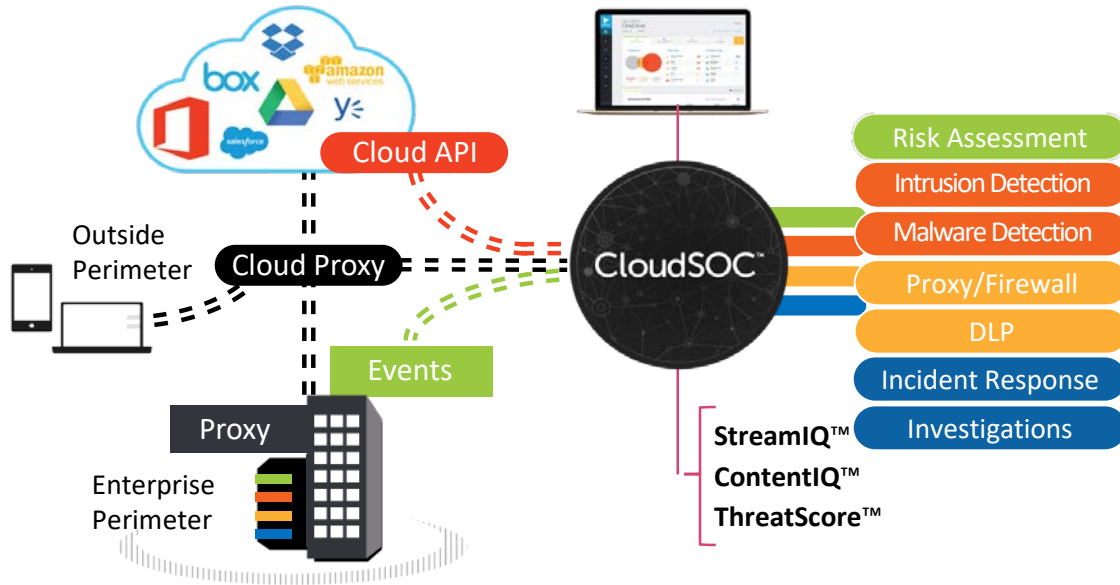 box
amazon
web services
salesforce
Cloud API
Outside
Perimeter
Cloud Proxy
Events
Proxy
Enterprise
Perimeter
CloudSOC™
StreamIQ™
ContentIQ™
ThreatScore™
Risk Assessment
Intrusion Detection
Malware Detection
Proxy/Firewall
DLP
Incident Response
Investigations